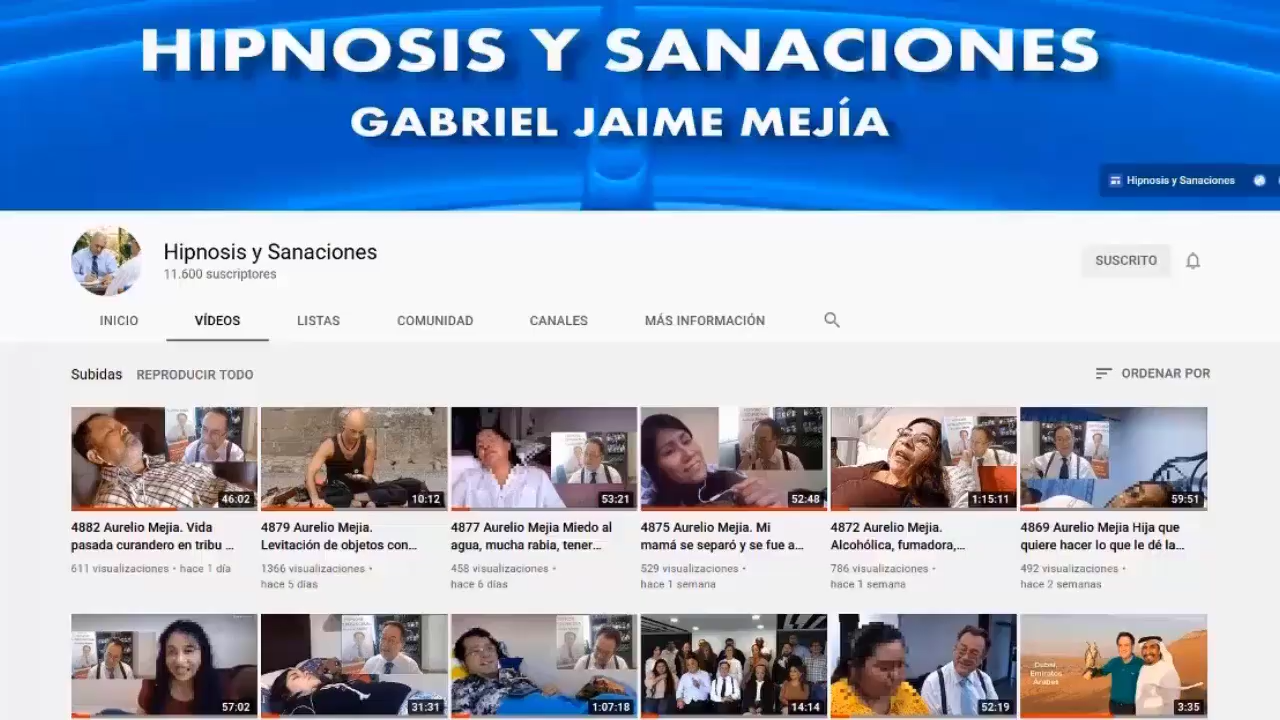 HIPNOSIS Y SANACIONES
GABRIEL JAIME MEJÍA
Hipnosis y Sanaciones
Hipnosis y Sanaciones
11.600 suscriptores
SUSCRITO
INICIO VÍDEOS LISTAS COMUNIDAD CANALES MÁS INFORMACIÓN
Subidas REPRODUCIR TODO
ORDENAR POR
46:02
10:12
53:21
52:48
1:15:11
59:51
4882 Aurelio Mejia. Vida
pasada curandero en tribu ...
611 visualizaciones • hace 1 día
4879 Aurelio Mejia.
Levitación de objetos con...
1366 visualizaciones •
hace 5 días
4877 Aurelio Mejia Miedo al
agua, mucha rabia, tener...
458 visualizaciones •
hace 6 días
4875 Aurelio Mejia. Mi
mamá se separó y se fue a...
529 visualizaciones •
hace 1 semana
4872 Aurelio Mejia.
Alcohólica, fumadora,...
786 visualizaciones •
hace 1 semana
4869 Aurelio Mejia Hija que
quiere hacer lo que le dé la...
492 visualizaciones •
hace 2 semanas
57:02
31:31
1:07:18
14:14
52:19
Dubai,
Emiratos
Arabes
3:35